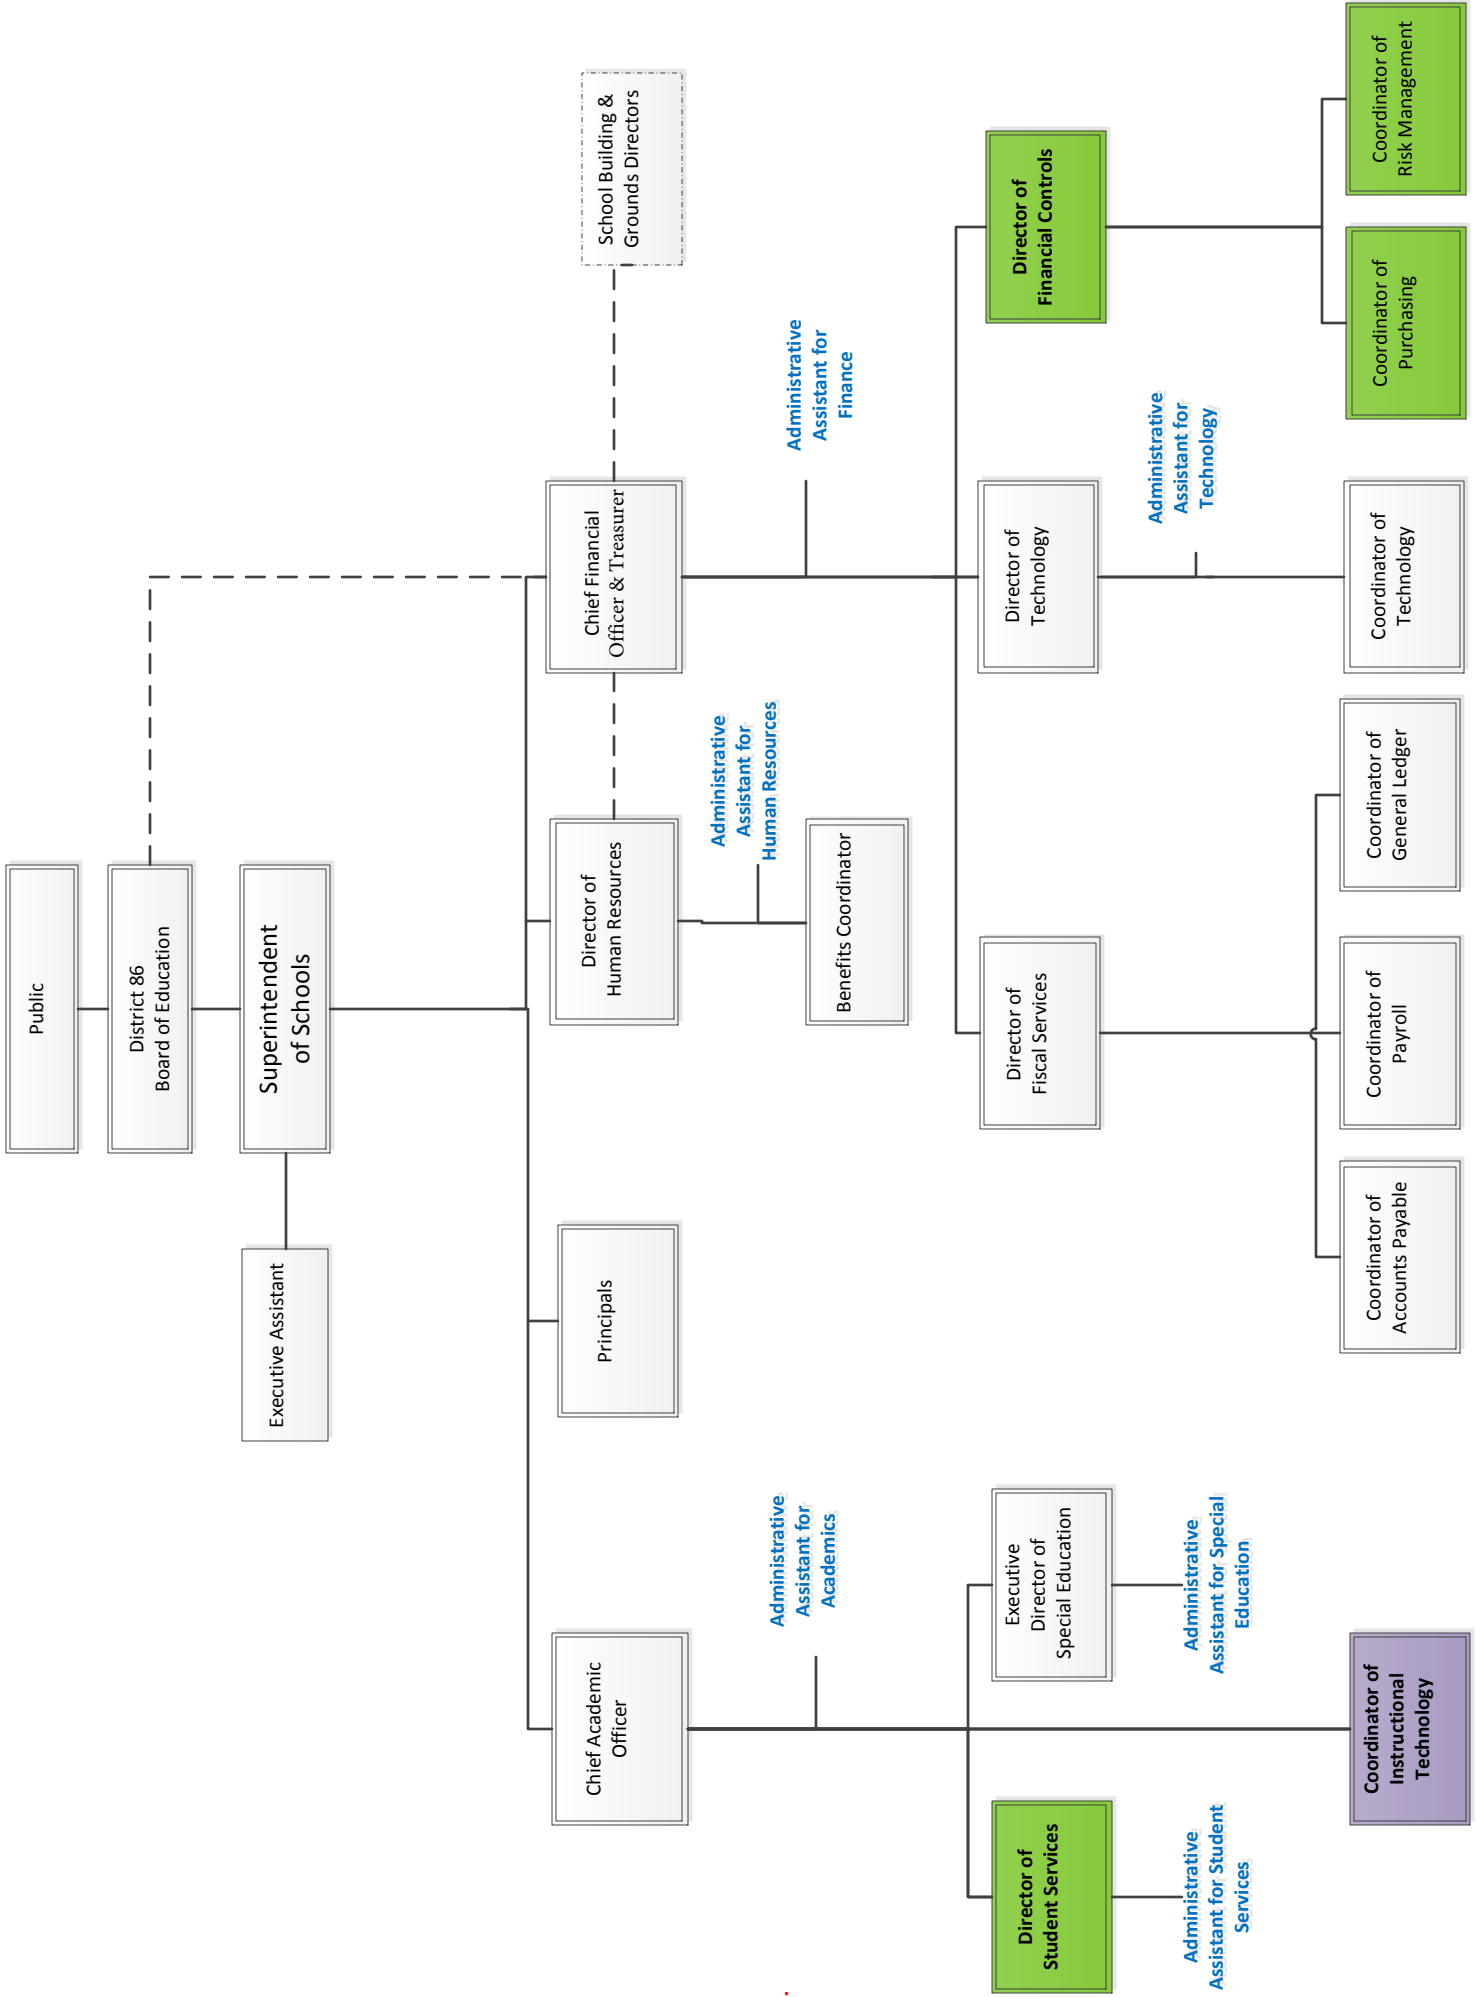 Public
District 86
Board of Education
Superintendent
of Schools
Executive Assistant
Chief Academic
Officer
Principals
Director of
Human Resources
Chief Financial
Officer & Treasurer
School Building &
Grounds Directors
Administrative
Assistant for
Academics
Administrative
Assistant for
Human Resources
Administrative
Assistant for
Finance
Benefits Coordinator
Director of
Student Services
Executive
Director of
Special Education
Director of
Fiscal Services
Director of
Technology
Director of
Financial Controls
Administrative
Assistant for Student
Services
Administrative
Assistant for Special
Education
Administrative
Assistant for
Technology
Coordinator of
Instructional
Technology
Coordinator of
Accounts Payable
Coordinator of
Payroll
Coordinator of
General Ledger
Coordinator of
Technology
Coordinator of
Purchasing
Coordinator of
Risk Management